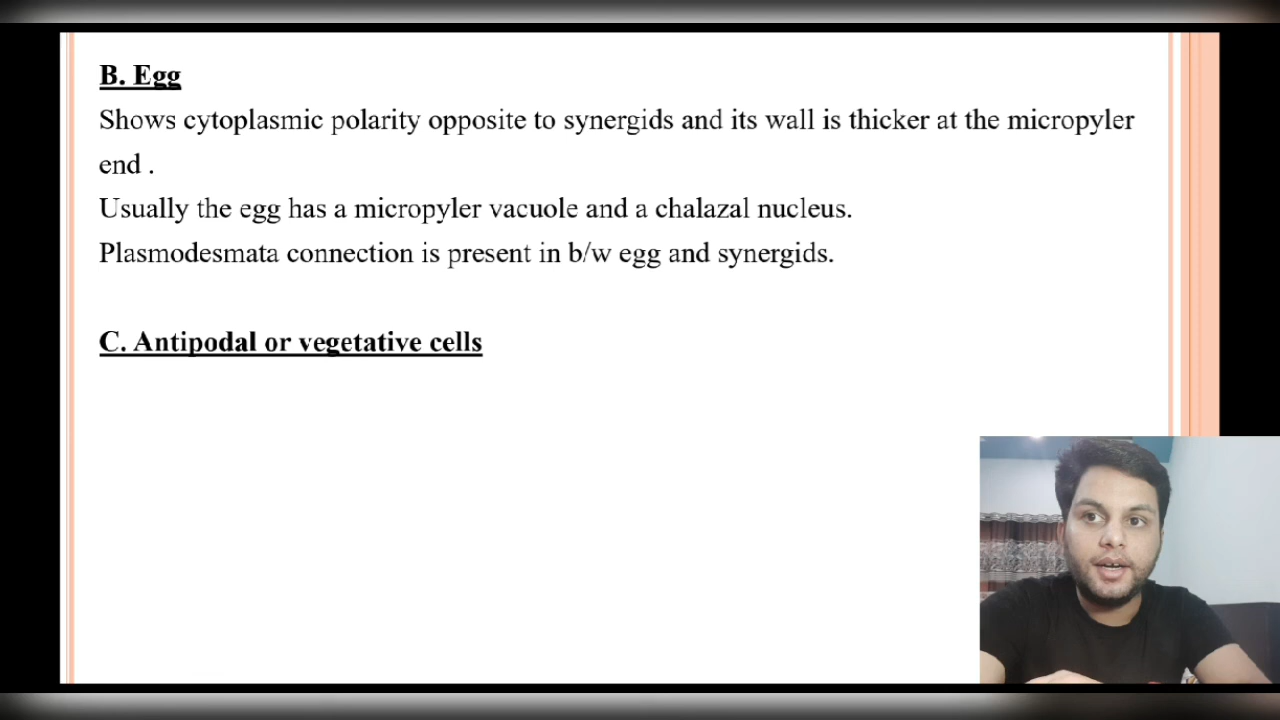 B. Egg
Shows cytoplasmic polarity opposite to synergids and its wall is thicker at the micropyler
end .
Usually the egg has a micropyler vacuole and a chalazal nucleus.
Plasmodesmata connection is present in b/w egg and synergids.
C. Antipodal or vegetative cells